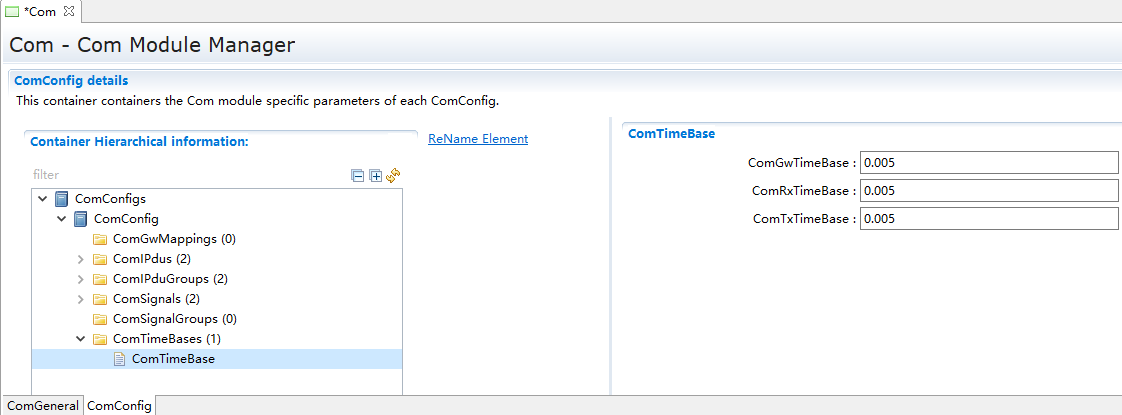 *Com
Com - Com Module Manager
ComConfig details
This container containers the Com module specific parameters of each ComConfig.
Container Hierarchical information:
ReName Element
filter
ComConfigs
ComConfig
ComGwMappings (0)
ComIPdus (2)
ComIPduGroups (2)
ComSignals (2)
ComSignalGroups (0)
ComTimeBases (1)
ComTimeBase
ComTimeBase
ComGwTimeBase : 0.005
ComRxTimeBase : 0.005
ComTxTimeBase : 0.005
ComGeneral ComConfig